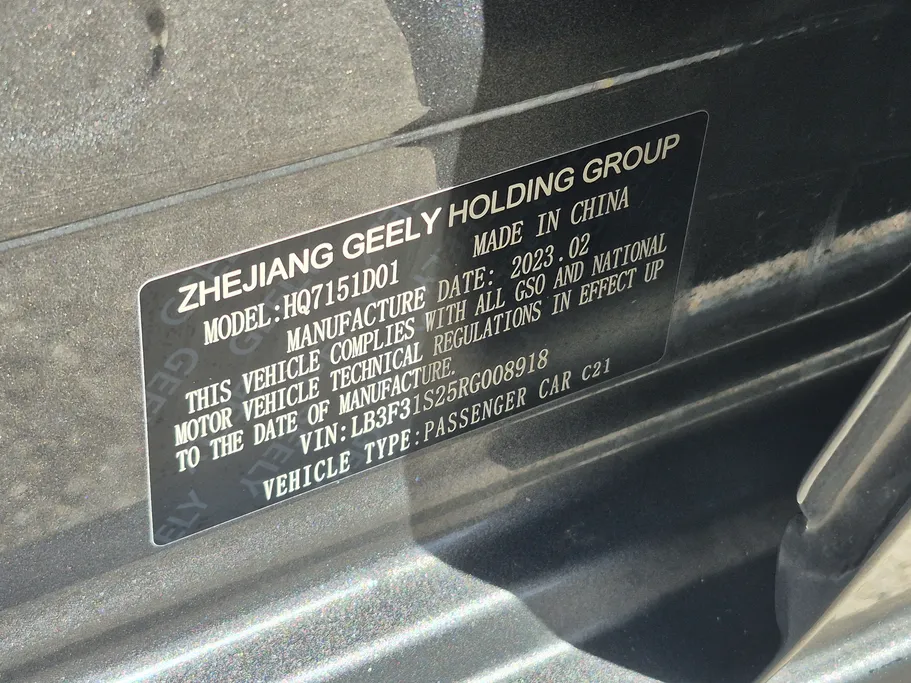 ZHEJIANG GEELY HOLDING GROUP
MODEL:HQ7151D01 MADE IN CHINA
MANUFACTURE DATE: 2023.02
THIS VEHICLE COMPLIES WITH ALL GSO AND NATIONAL
MOTOR VEHICLE TECHNICAL REGULATIONS IN EFFECT UP
TO THE DATE OF MANUFACTURE.
VIN:LB3F31S25RG008918
VEHICLE TYPE:PASSENGER CAR C21